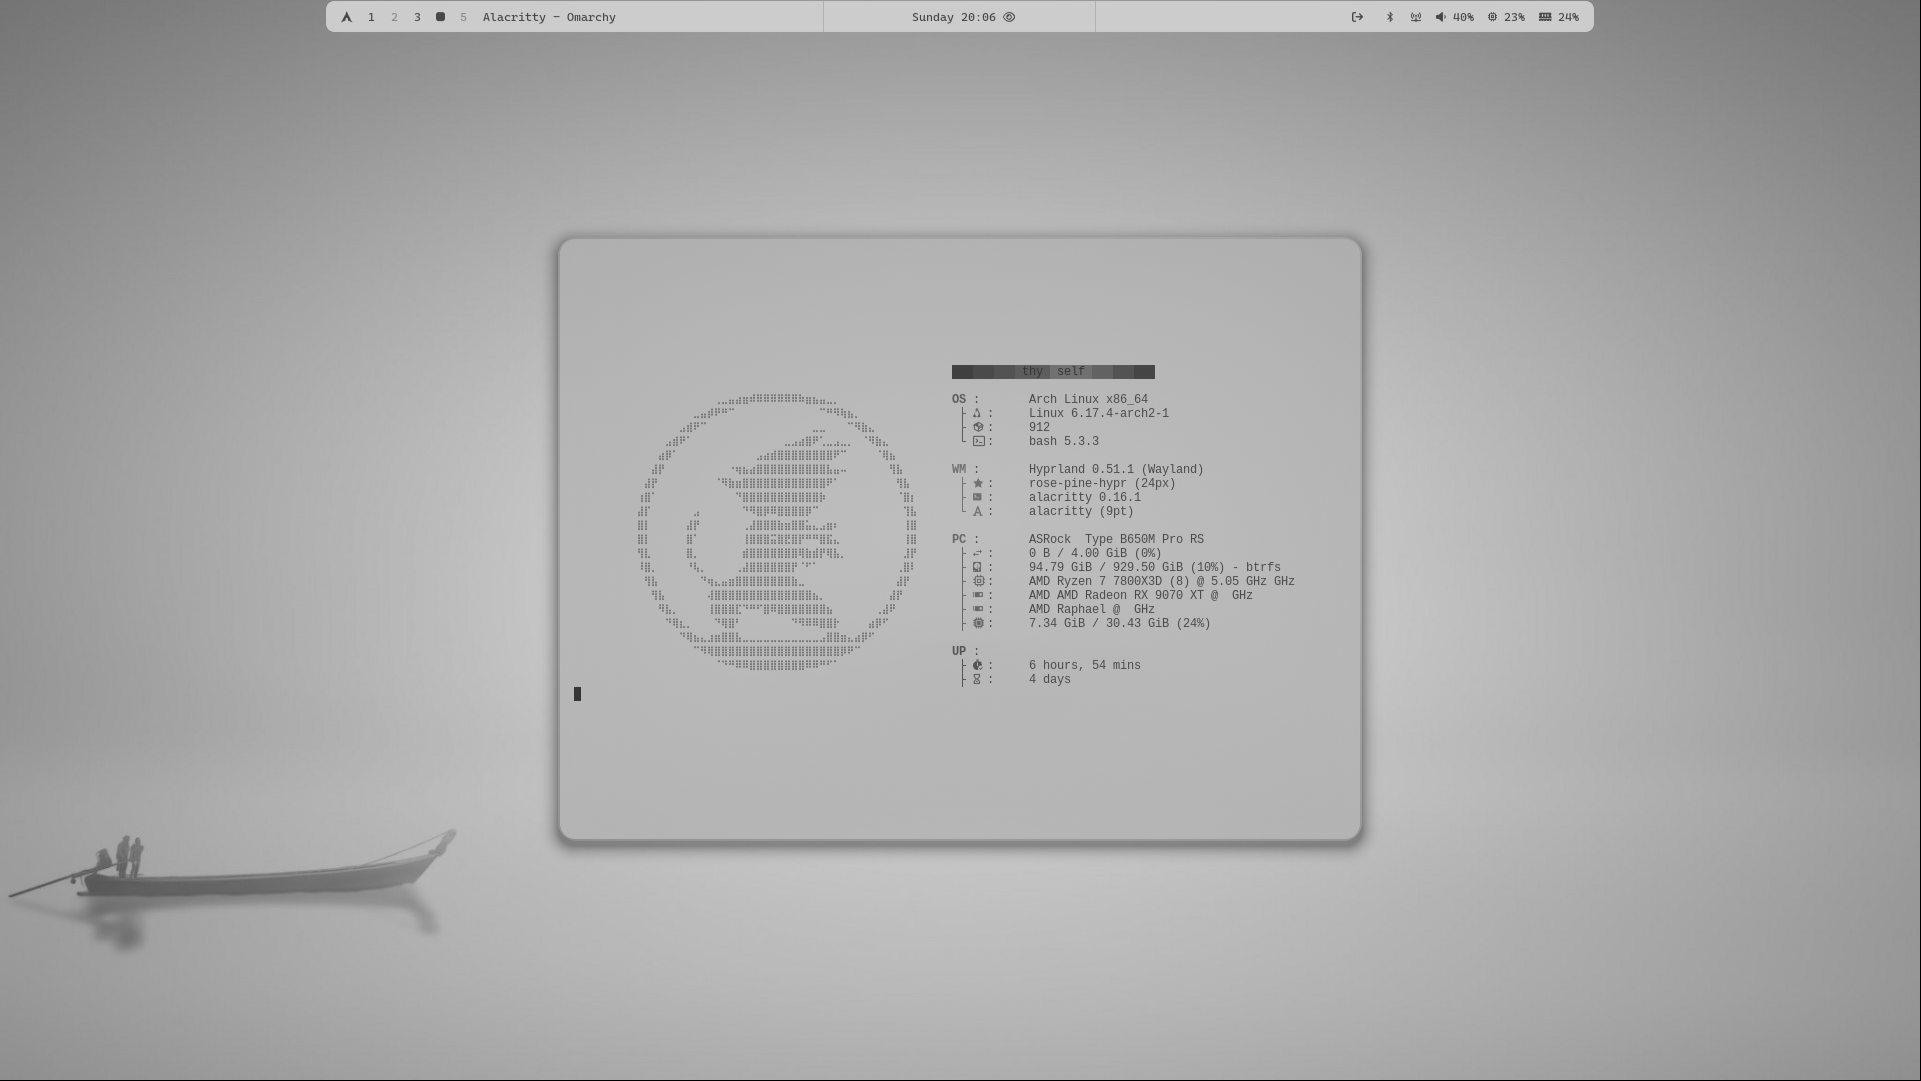 1 2 3 5 Alacritty – Omarchy
Sunday 20:06
40% 23% 24%
thy self
OS : Arch Linux x86_64
: Linux 6.17.4-arch2-1
: 912
: bash 5.3.3
WM : Hyprland 0.51.1 (Wayland)
: rose-pine-hypr (24px)
: alacritty 0.16.1
: alacritty (9pt)
PC : ASRock Type B650M Pro RS
: 0 B / 4.00 GiB (0%)
: 94.79 GiB / 929.50 GiB (10%) - btrfs
: AMD Ryzen 7 7800X3D (8) @ 5.05 GHz GHz
: AMD AMD Radeon RX 9070 XT @ GHz
: AMD Raphael @ GHz
: 7.34 GiB / 30.43 GiB (24%)
UP :
: 6 hours, 54 mins
: 4 days